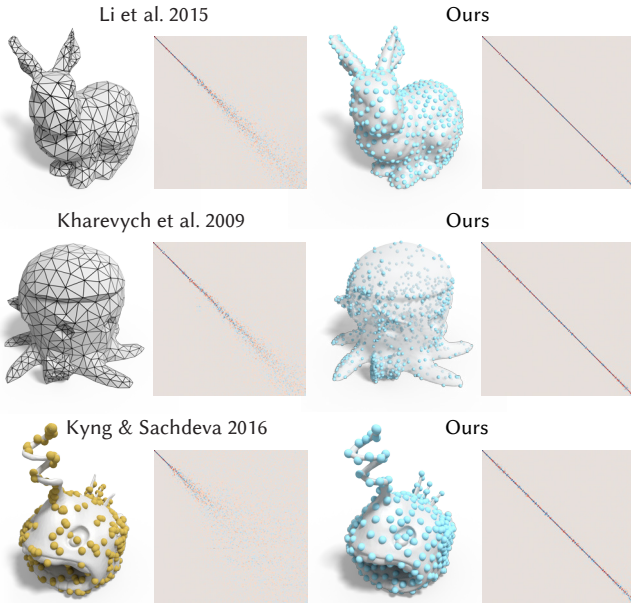 Li et al. 2015
Ours
Kharevych et al. 2009
Ours
Kyng & Sachdeva 2016
Ours